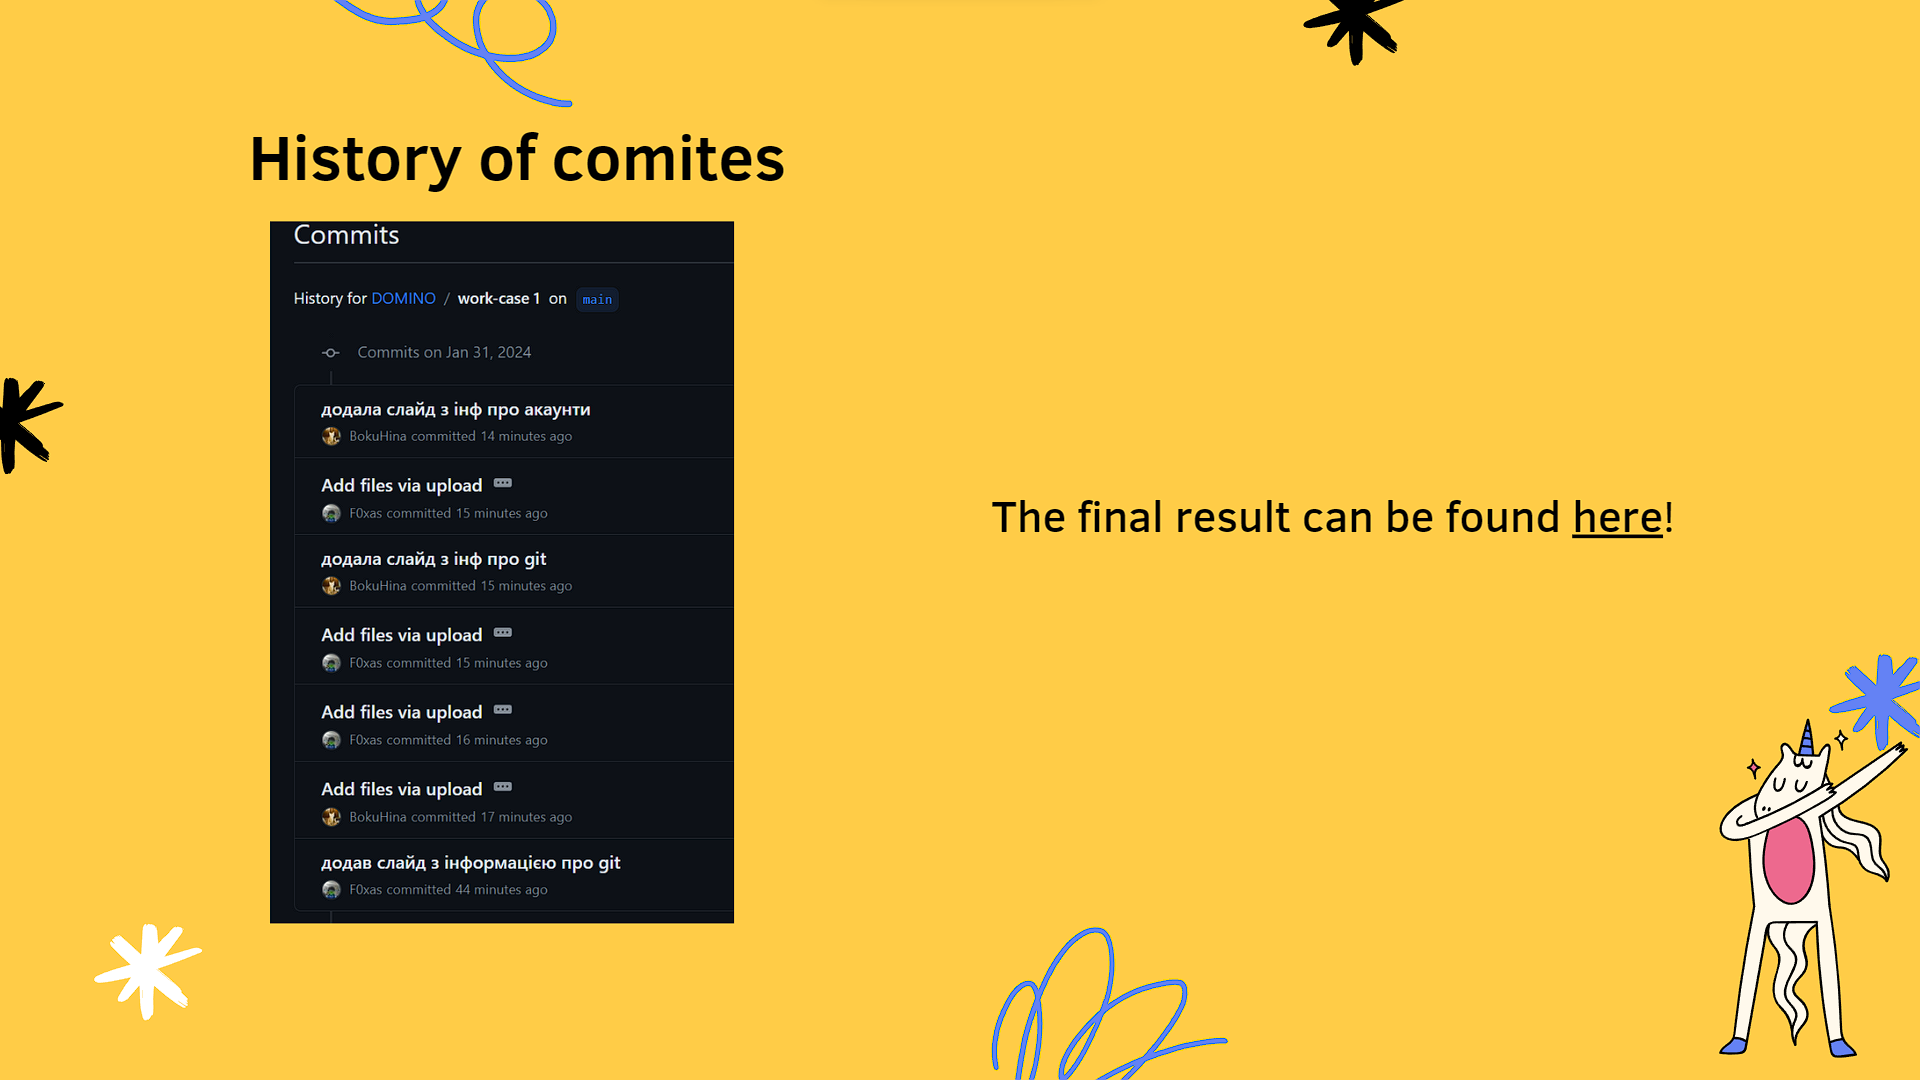 History of comites
Commits
History for DOMINO / work-case 1 on main
Commits on Jan 31, 2024
додала слайд з інф про акаунти
BokuHina committed 14 minutes ago
Add files via upload
F0xas committed 15 minutes ago
додала слайд з інф про git
BokuHina committed 15 minutes ago
Add files via upload
F0xas committed 15 minutes ago
Add files via upload
F0xas committed 16 minutes ago
Add files via upload
BokuHina committed 17 minutes ago
додав слайд з інформацією про git
F0xas committed 44 minutes ago
The final result can be found here!